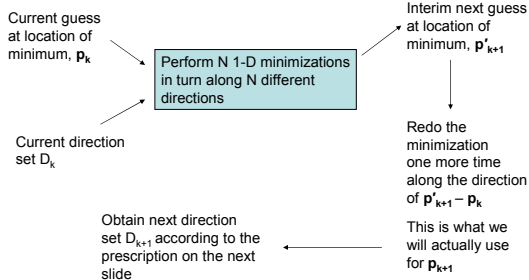 Current guess
at location of
minimum, pk
Perform N 1-D minimizations
in turn along N different
directions
Interim next guess
at location of
minimum, p'k+1
Current direction
set Dk
Redo the
minimization
one more time
along the direction
of p'k+1 – pk
This is what we
will actually use
for pk+1
Obtain next direction
set Dk+1 according to the
prescription on the next
slide